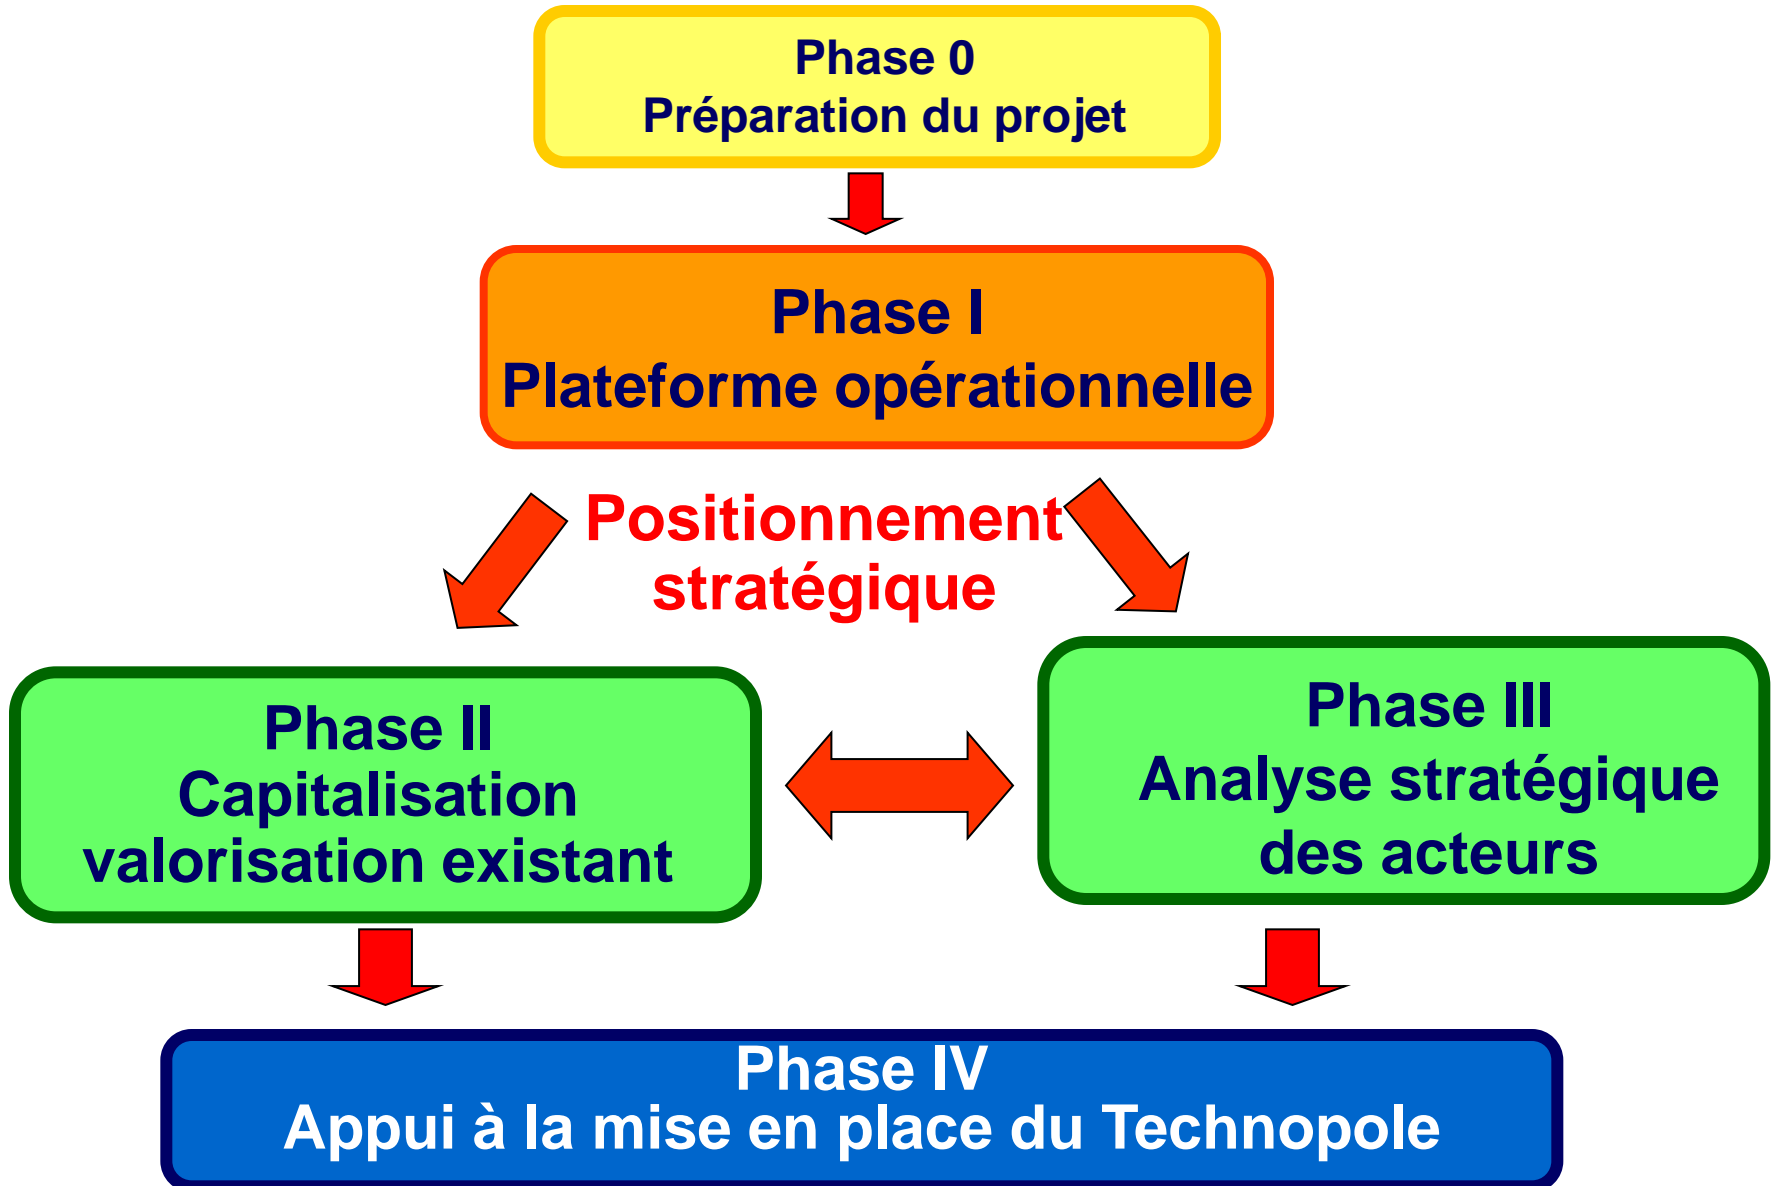 Phase 0
Préparation du projet
Phase I
Plateforme opérationnelle
Positionnement
stratégique
Phase II
Capitalisation
valorisation existant
Phase III
Analyse stratégique
des acteurs
Phase IV
Appui à la mise en place du Technopole